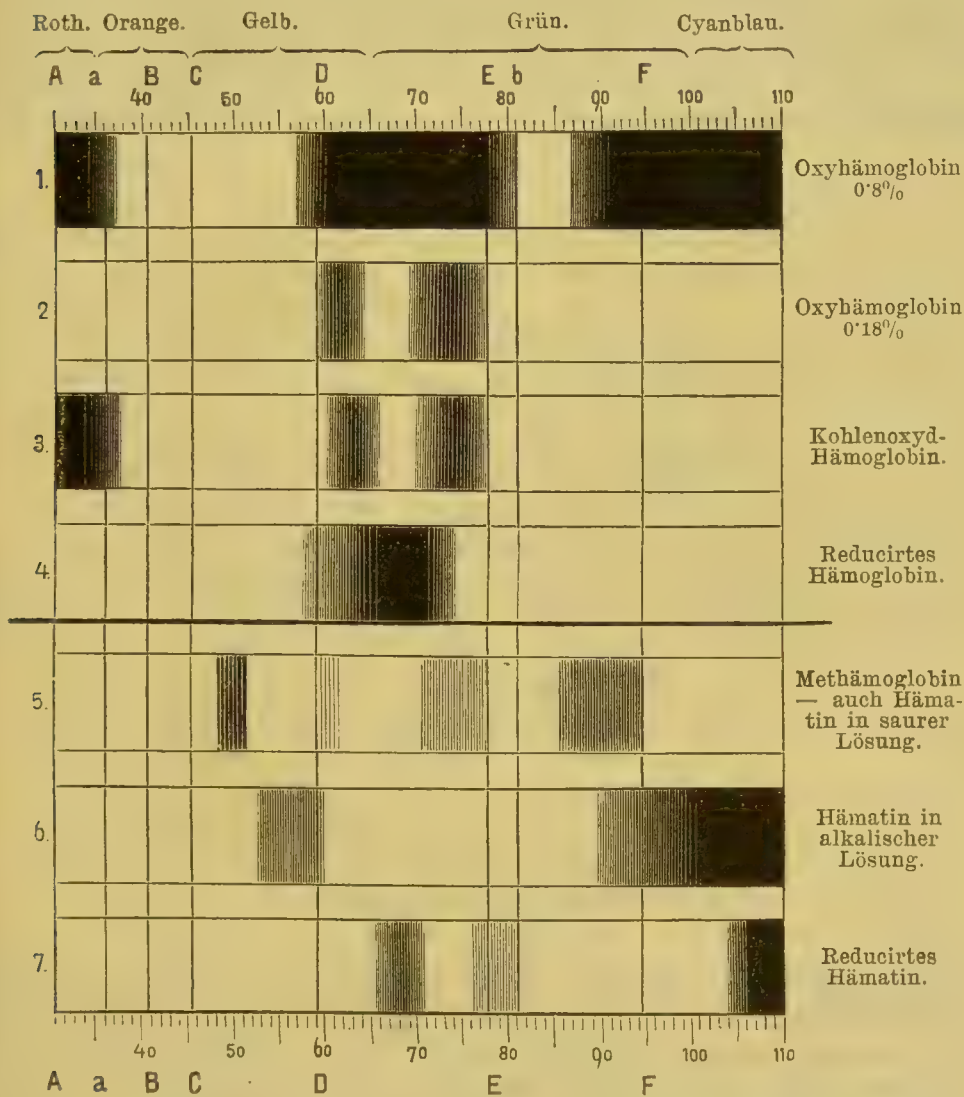 Roth. Orange. Gelb. Grün. Cyanblau.
A a B C D E b F
40 50 60 70 80 90 100 110
1. Oxyhämoglobin
0·8%
2 Oxyhämoglobin
0·18%
3. Kohlenoxyd-
Hämoglobin.
4. Reducirtes
Hämoglobin.
5. Methämoglobin
— auch Häma-
tin in saurer
Lösung.
6. Hämatin in
alkalischer
Lösung.
7. Reducirtes
Hämatin.
40 50 60 70 80 90 100 110
A a B C D E F